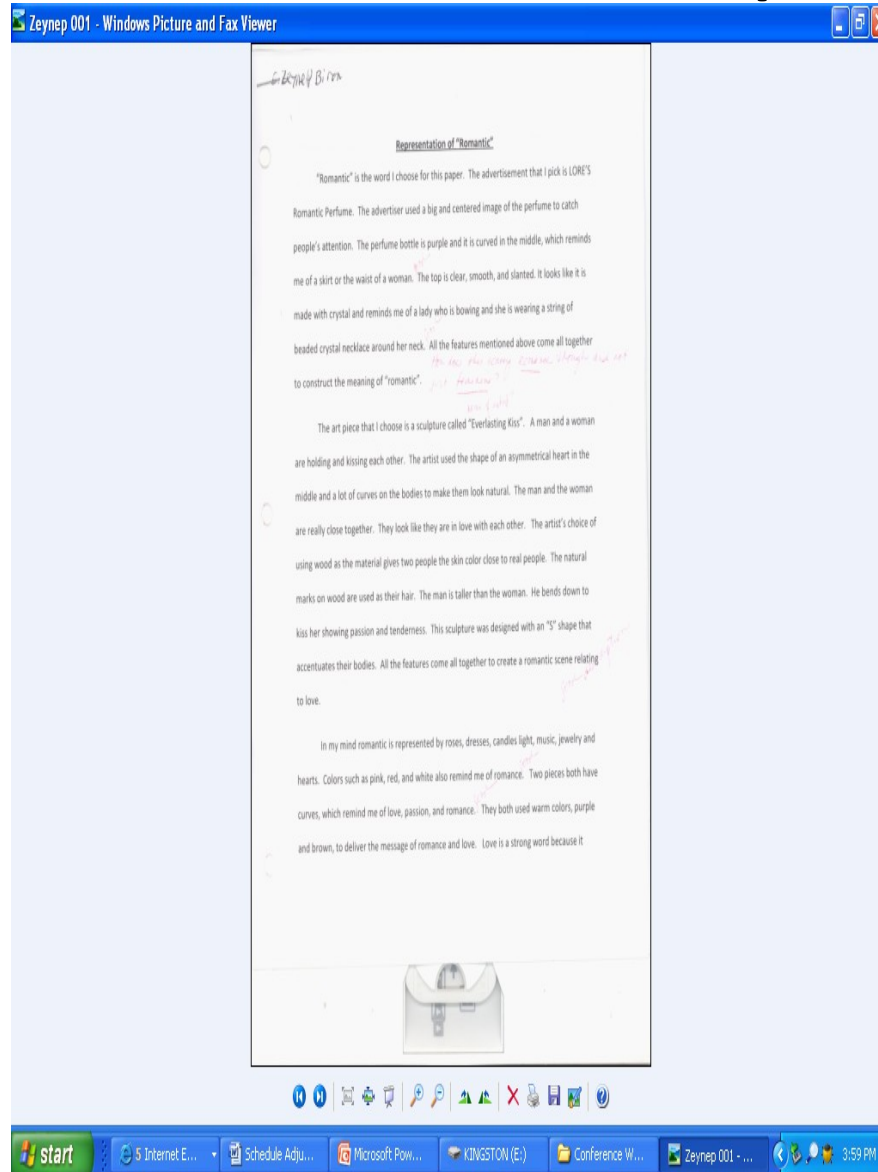 Zeynep 001 - Windows Picture and Fax Viewer
Zeynep Biron
Representation of "Romantic"
"Romantic" is the word I choose for this paper. The advertisement that I pick is LORE'S
Romantic Perfume. The advertiser used a big and centered image of the perfume to catch
people's attention. The perfume bottle is purple and it is curved in the middle, which reminds
me of a skirt or the waist of a woman. The top is clear, smooth, and slanted. It looks like it is
made with crystal and reminds me of a lady who is bowing and she is wearing a string of
beaded crystal necklace around her neck. All the features mentioned above come all together
to construct the meaning of "romantic".
The art piece that I choose is a sculpture called "Everlasting Kiss". A man and a woman
are holding and kissing each other. The artist used the shape of an asymmetrical heart in the
middle and a lot of curves on the bodies to make them look natural. The man and the woman
are really close together. They look like they are in love with each other. The artist's choice of
using wood as the material gives two people the skin color close to real people. The natural
marks on wood are used as their hair. The man is taller than the woman. He bends down to
kiss her showing passion and tenderness. This sculpture was designed with an "S" shape that
accentuates their bodies. All the features come all together to create a romantic scene relating
to love.
In my mind romantic is represented by roses, dresses, candles light, music, jewelry and
hearts. Colors such as pink, red, and white also remind me of romance. Two pieces both have
curves, which remind me of love, passion, and romance. They both used warm colors, purple
and brown, to deliver the message of romance and love. Love is a strong word because it
start
5 Internet E...
Schedule Adju...
Microsoft Pow...
KINGSTON (E:)
Conference W...
Zeynep 001 - ...
3:59 PM